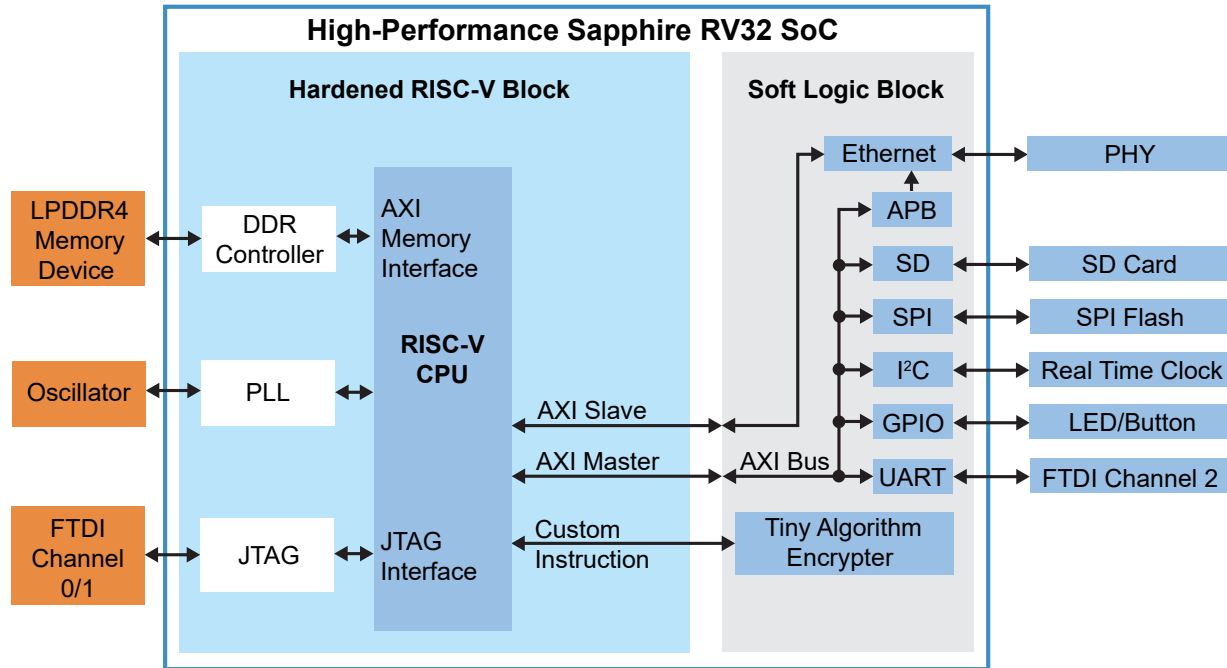 High-Performance Sapphire RV32 SoC
Hardened RISC-V Block
Soft Logic Block
LPDDR4
Memory
Device
DDR
Controller
AXI
Memory
Interface
RISC-V
CPU
Oscillator
PLL
FTDI
Channel
0/1
JTAG
JTAG
Interface
AXI Slave
AXI Master
AXI Bus
Custom
Instruction
Ethernet
PHY
APB
SD
SD Card
SPI
SPI Flash
I²C
Real Time Clock
GPIO
LED/Button
UART
FTDI Channel 2
Tiny Algorithm
Encrypter